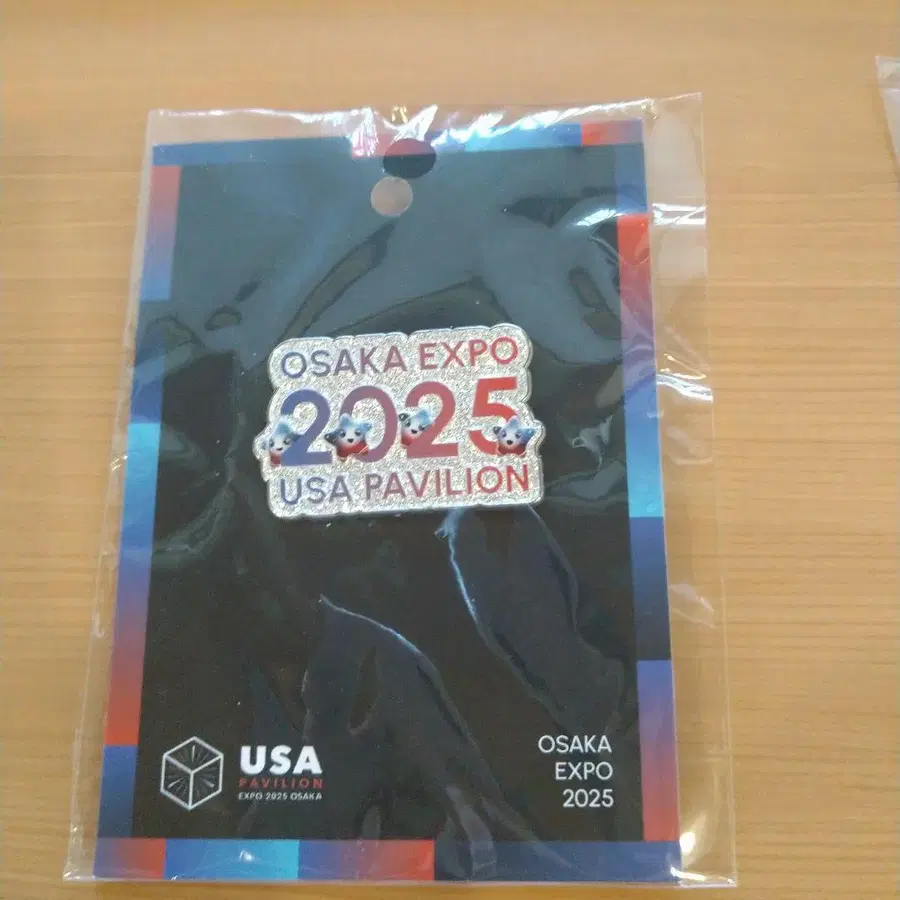 OSAKA EXPO
2025
USA PAVILION
USA
PAVILION
EXPO 2025 OSAKA
OSAKA
EXPO
2025